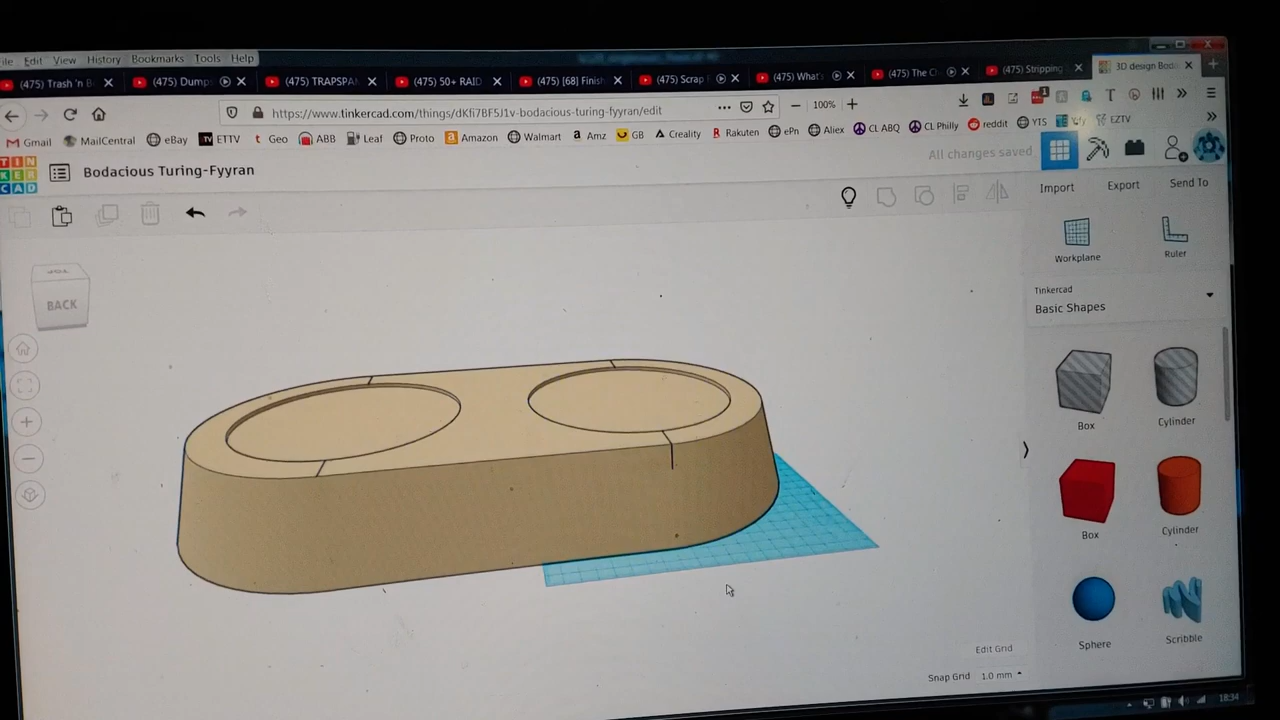 ile Edit View History Bookmarks Tools Help
(475) Trash 'n B (475) Dump (475) TRAPSPA (475) 50+ RAID (475) [68] Finish (475) Scrap (475) What's (475) The C (475) Stripping 3D design Bod
https://www.tinkercad.com/things/dKfi7BF5J1v-bodacious-turing-fyyran/edit 100%
Gmail MailCentral eBay ETTV Geo ABB Leaf Proto Amazon Walmart Amz GB Creality Rakuten ePn Aliex CL ABQ CL Philly reddit YTS EZTV
TIN
KER
CAD
Bodacious Turing-Fyyran
All changes saved
Import Export Send To
TOP
BACK
Workplane
Ruler
Tinkercad
Basic Shapes
Box
Cylinder
Box
Cylinder
Sphere
Scribble
Edit Grid
Snap Grid 1.0 mm
18:34